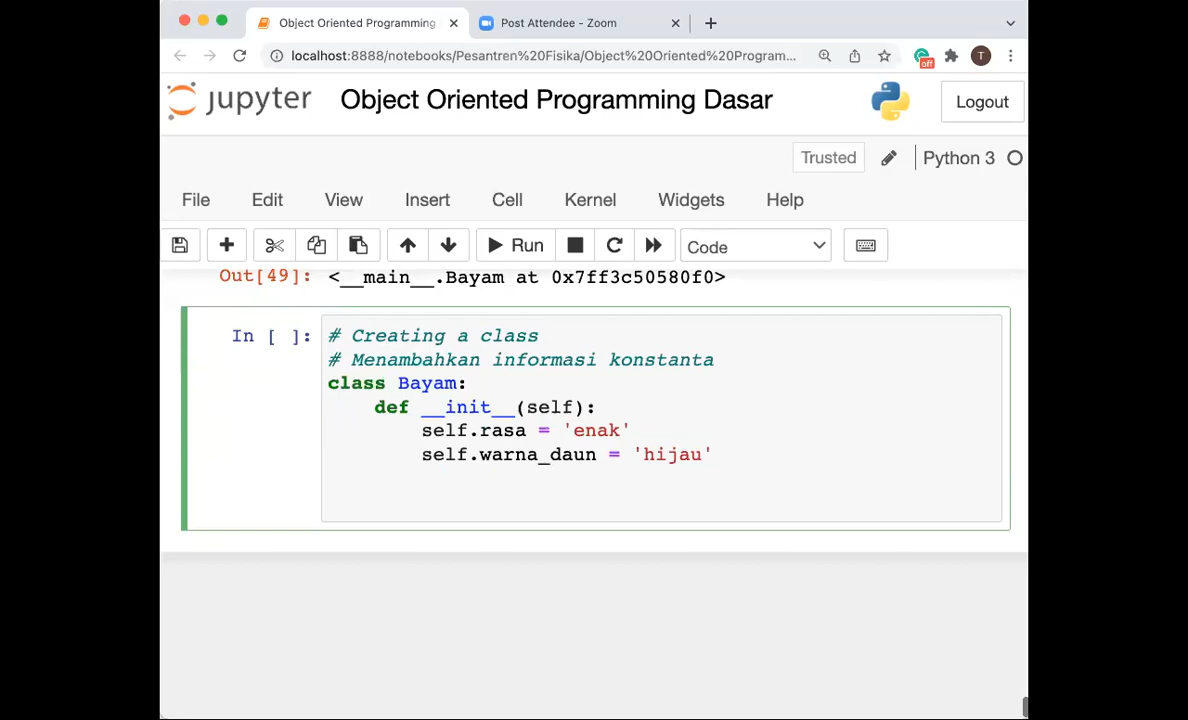 Object Oriented Programming
Post Attendee - Zoom
localhost:8888/notebooks/Pesantren%20Fisika/Object%20Oriented%20Program...
off
T
jupyter Object Oriented Programming Dasar
Logout
Trusted
Python 3
File Edit View Insert Cell Kernel Widgets Help
Run
Code
Out[49]: <__main__.Bayam at 0x7ff3c50580f0>
In [ ]: # Creating a class
# Menambahkan informasi konstanta
class Bayam:
    def __init__(self):
        self.rasa = 'enak'
        self.warna_daun = 'hijau'